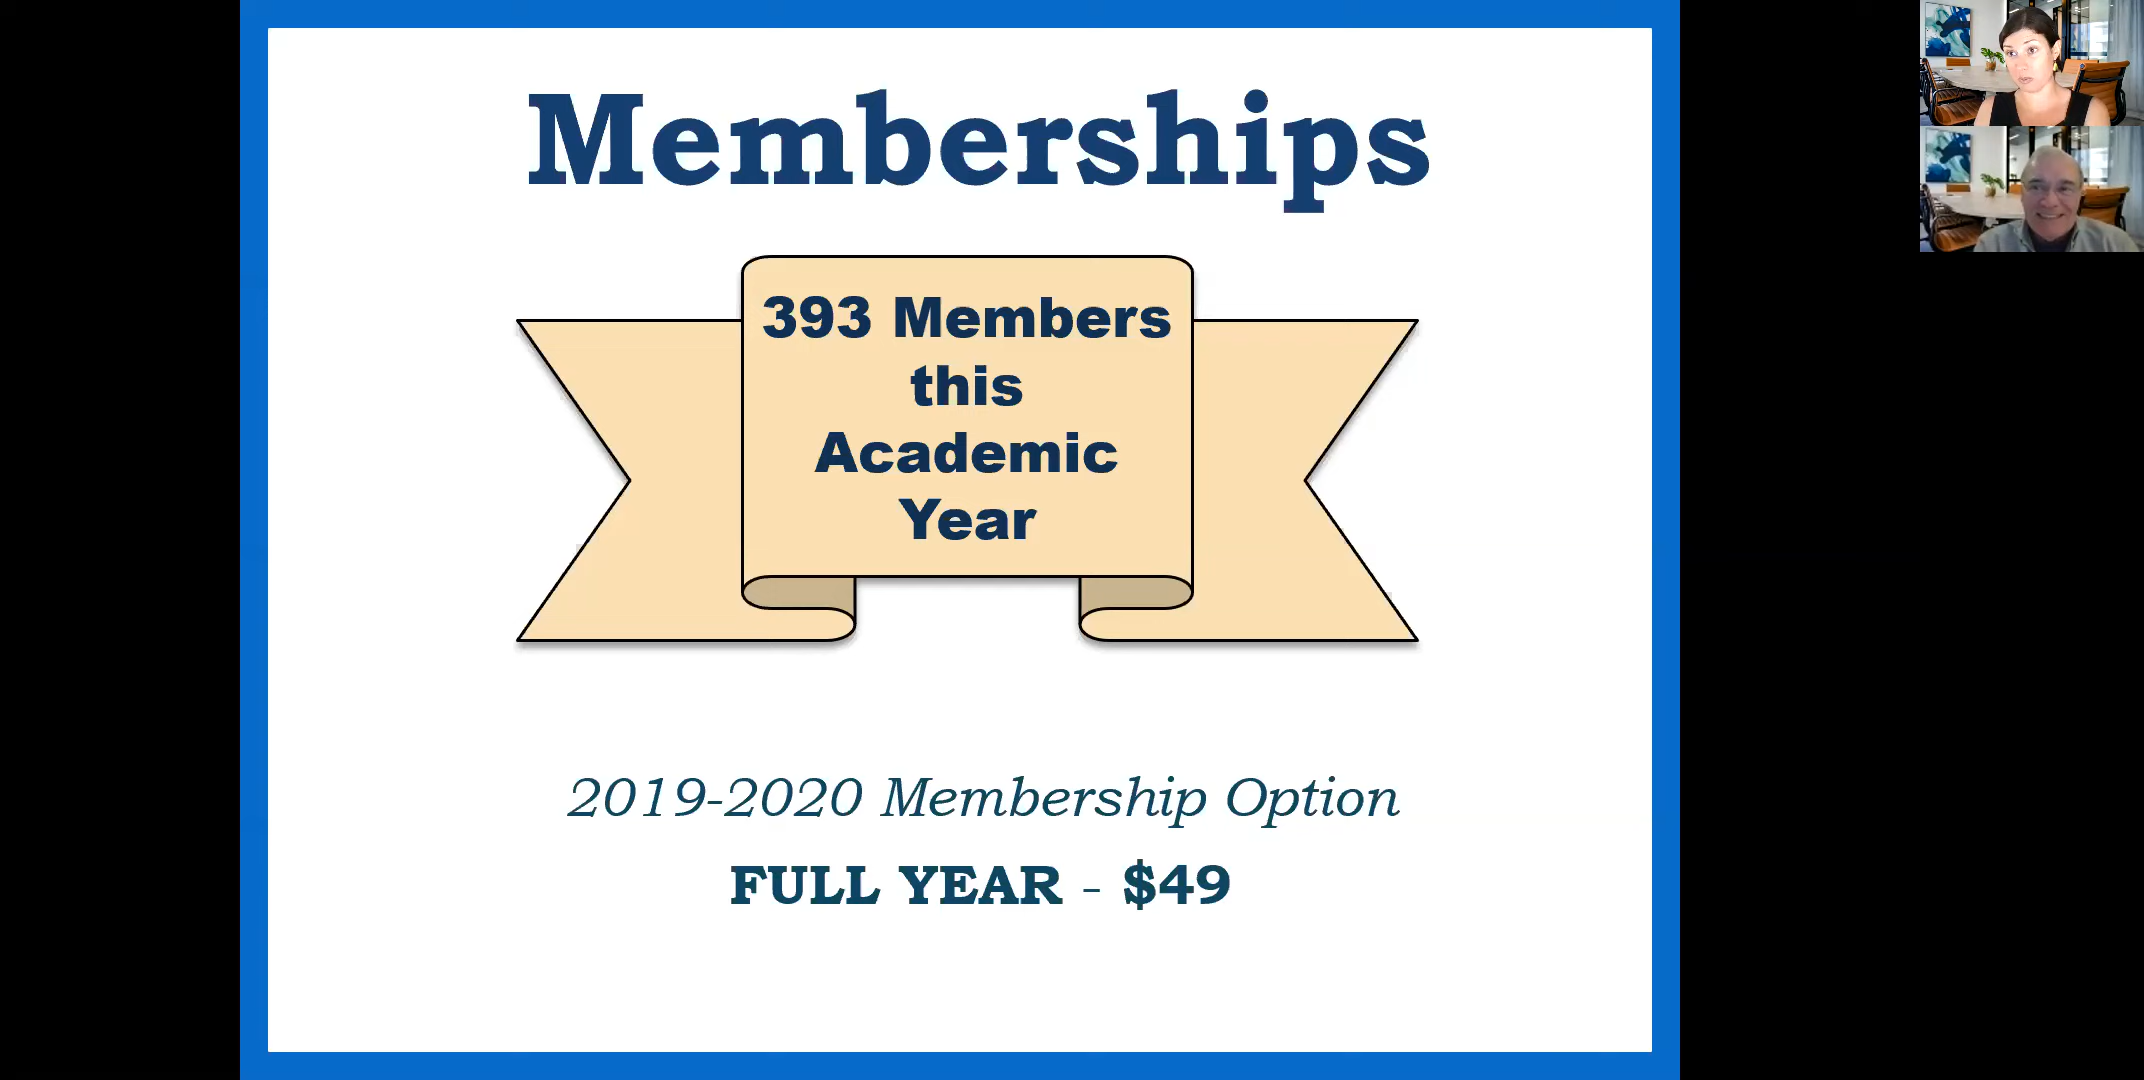 Memberships
393 Members
this
Academic
Year
2019-2020 Membership Option
FULL YEAR - $49